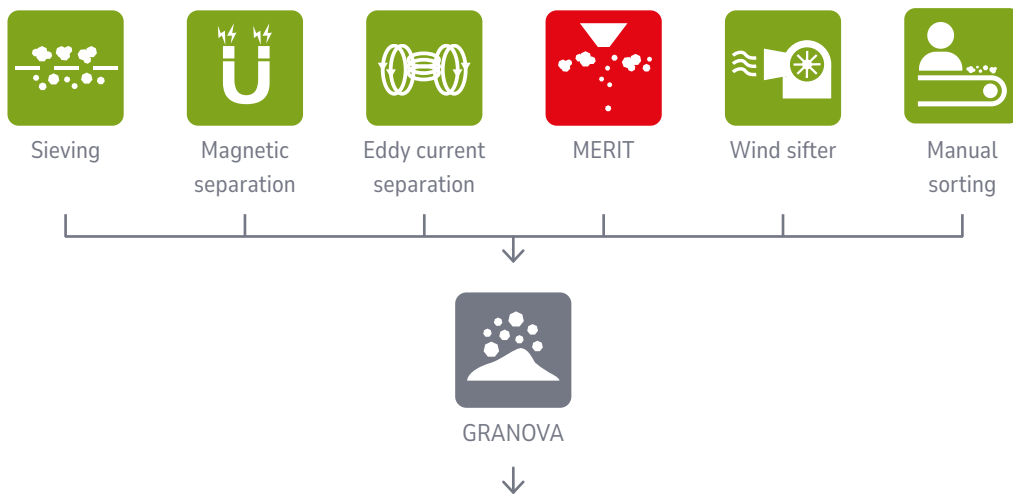 Sieving
Magnetic
separation
Eddy current
separation
MERIT
Wind sifter
Manual
sorting
GRANOVA